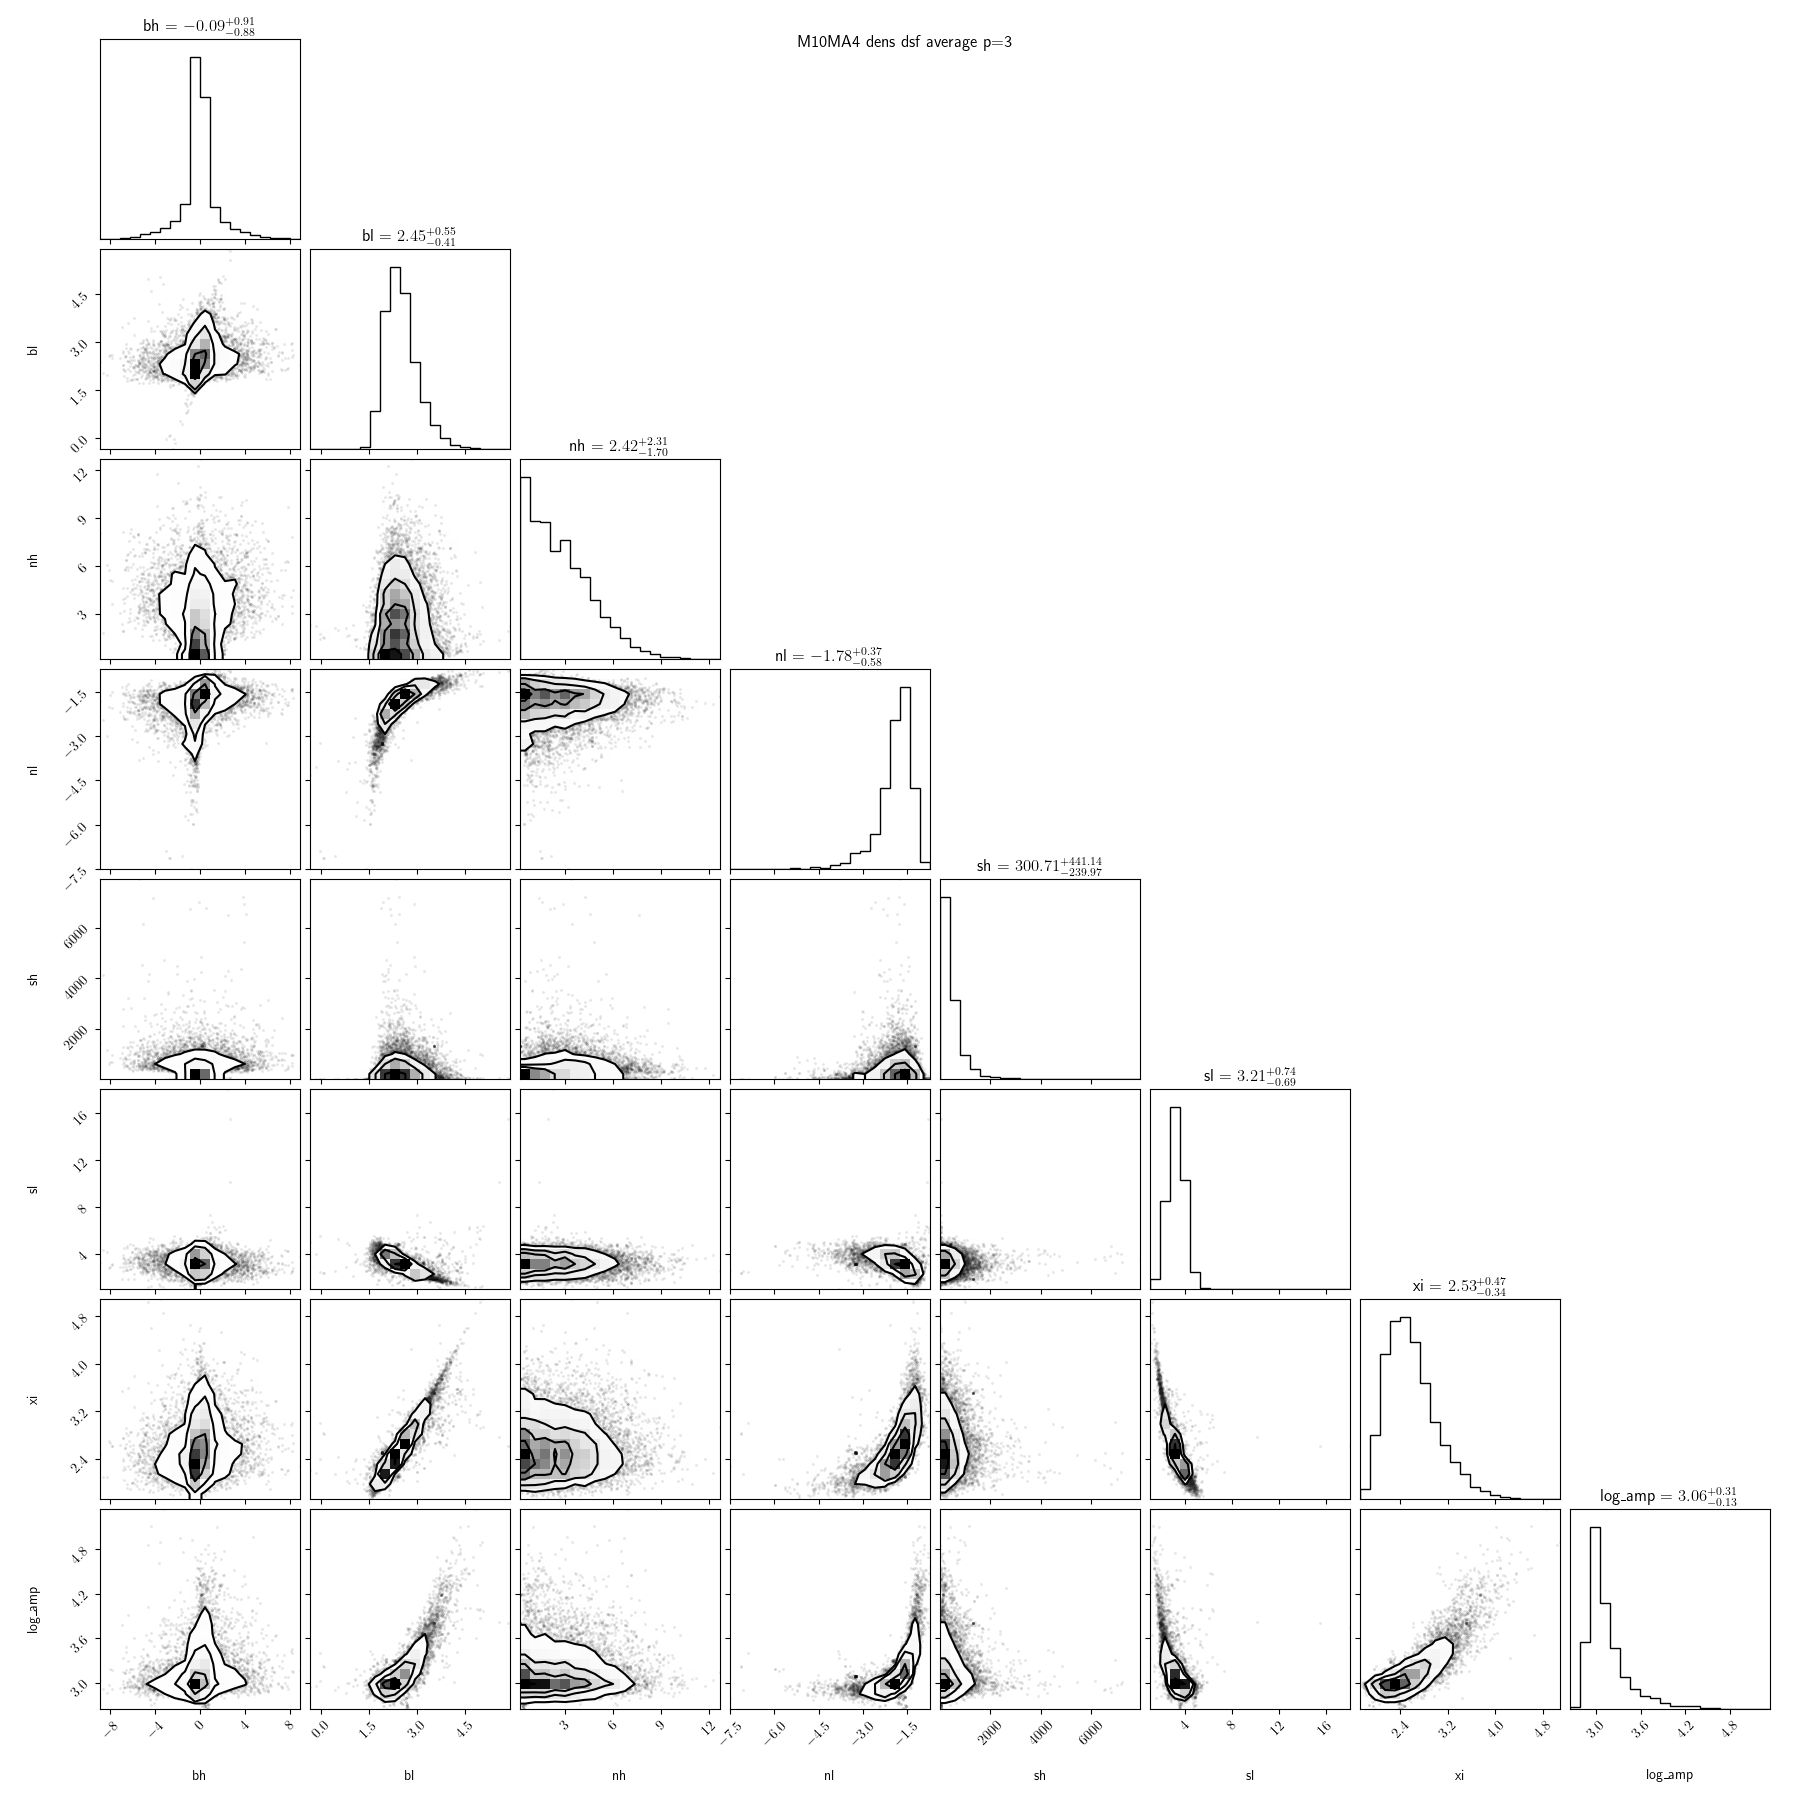 bh = −0.09 +0.91 −0.88
M10MA4 dens dsf average p=3
bl = 2.45 +0.55 −0.41
4.5
3.0
1.5
0.0
bl
nh = 2.42 +2.31 −1.70
12
9
6
3
nh
nl = −1.78 +0.37 −0.58
−1.5
−3.0
−4.5
−6.0
−7.5
nl
sh = 300.71 +441.14 −239.97
6000
4000
2000
sh
sl = 3.21 +0.74 −0.69
16
12
8
4
sl
xi = 2.53 +0.47 −0.34
4.8
4.0
3.2
2.4
xi
log_amp = 3.06 +0.31 −0.13
4.8
4.2
3.6
3.0
log_amp
−8 −4 0 4 8 0.0 1.5 3.0 4.5 3 6 9 12 −7.5 −6.0 −4.5 −3.0 −1.5 2000 4000 6000 4 8 12 16 2.4 3.2 4.0 4.8 3.0 3.6 4.2 4.8
bh bl nh nl sh sl xi log_amp